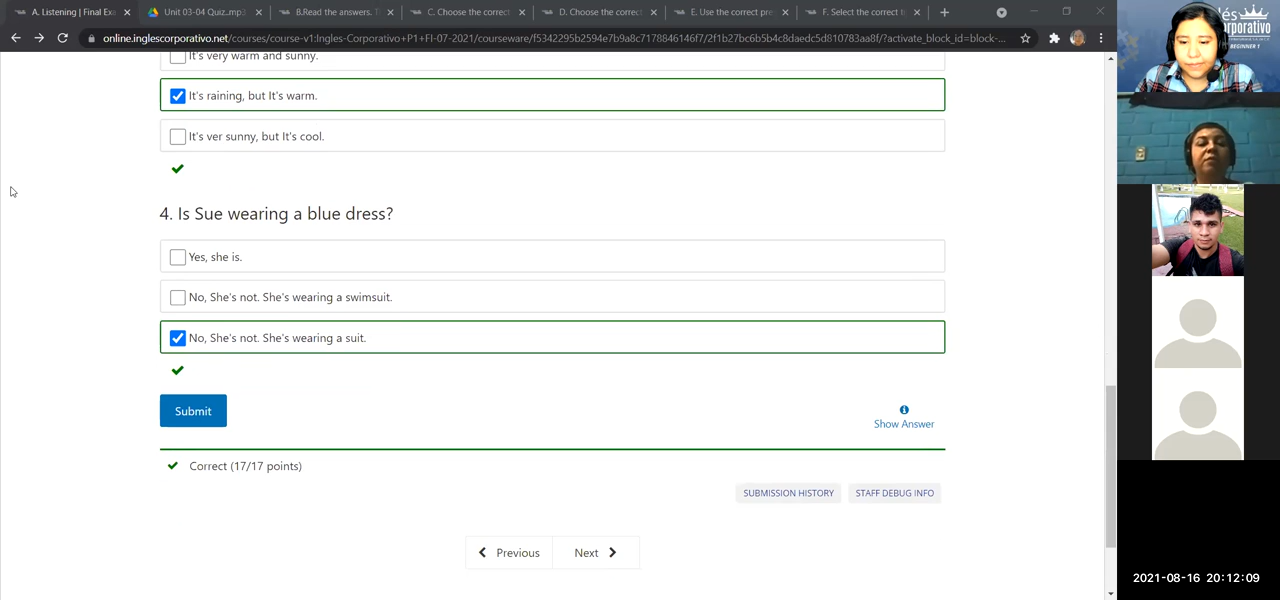 A. Listening | Final Exa
Unit 03-04 Quiz.mp3
B.Read the answers. T
C. Choose the correct
D. Choose the correct
E. Use the correct pre
F. Select the correct t
online.inglescorporativo.net/courses/course-v1:Ingles-Corporativo+P1+FI-07-2021/courseware/f5342295b2594e7b9a8c7178846146f7/2f1b27bc6b5b4c8daedc5d810783aa8f/?activate_block_id=block-...
It's very warm and sunny.
It's raining, but It's warm.
It's ver sunny, but It's cool.
4. Is Sue wearing a blue dress?
Yes, she is.
No, She's not. She's wearing a swimsuit.
No, She's not. She's wearing a suit.
Submit
Show Answer
Correct (17/17 points)
SUBMISSION HISTORY
STAFF DEBUG INFO
Previous
Next
BEGINNER 1
2021-08-16 20:12:09